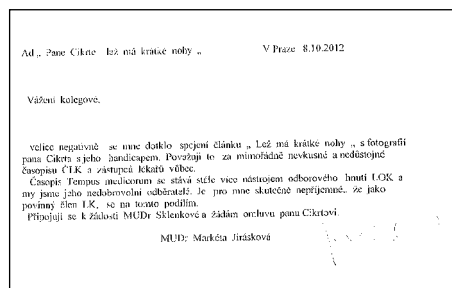 Ad „ Pane Cikrte lež má krátké nohy „ V Praze 8.10.2012
Vážení kolegové,
velice negativně se mne dotklo spojení článku „ Lež má krátké nohy „ s fotografií
pana Cikrta s jeho handicapem. Považuji to za mimořádně nevkusné a nedůstojné
časopisu ČLK a zástupců lékařů vůbec.
Časopis Tempus medicorum se stává stéle více nástrojem odborového hnutí LOK a
my jsme jeho nedobrovolní odběratelé. Je pro mne skutečně nepříjemné, že jako
povinný člen LK, se na tomto podílím.
Připojuji se k žádosti MUDr Sklenkové a žádám omluvu panu Cikrtovi.
MUDr Markéta Jirásková